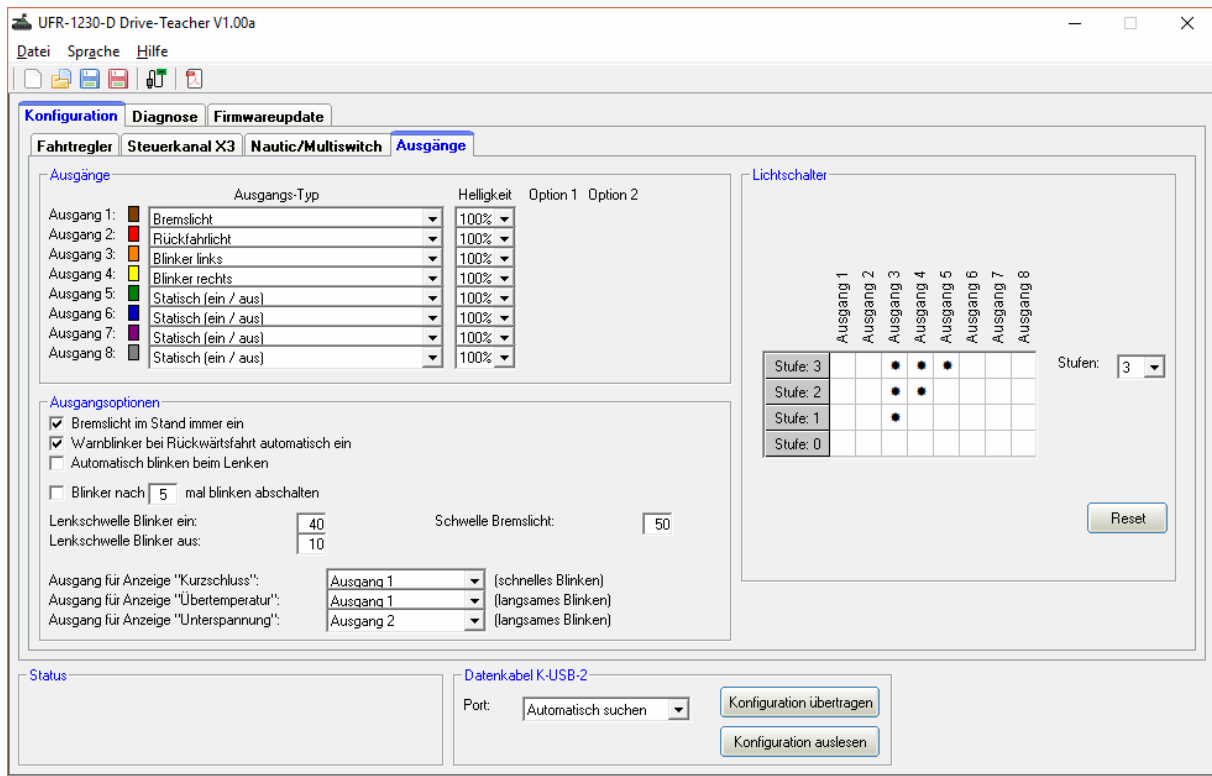 UFR-1230-D Drive-Teacher V1.00a
Datei Sprache Hilfe
Konfiguration Diagnose Firmwareupdate
Fahrtregler Steuerkanal X3 Nautic/Multiswitch Ausgänge
Ausgänge
Ausgangs-Typ Helligkeit Option 1 Option 2
Ausgang 1: Bremslicht 100%
Ausgang 2: Rückfahrlicht 100%
Ausgang 3: Blinker links 100%
Ausgang 4: Blinker rechts 100%
Ausgang 5: Statisch (ein / aus) 100%
Ausgang 6: Statisch (ein / aus) 100%
Ausgang 7: Statisch (ein / aus) 100%
Ausgang 8: Statisch (ein / aus) 100%
Ausgangsoptionen
Bremslicht im Stand immer ein
Warnblinker bei Rückwärtsfahrt automatisch ein
Automatisch blinken beim Lenken
Blinker nach 5 mal blinken abschalten
Lenkschwelle Blinker ein: 40 Schwelle Bremslicht: 50
Lenkschwelle Blinker aus: 10
Ausgang für Anzeige "Kurzschluss": Ausgang 1 (schnelles Blinken)
Ausgang für Anzeige "Übertemperatur": Ausgang 1 (langsames Blinken)
Ausgang für Anzeige "Unterspannung": Ausgang 2 (langsames Blinken)
Lichtschalter
Ausgang 1
Ausgang 2
Ausgang 3
Ausgang 4
Ausgang 5
Ausgang 6
Ausgang 7
Ausgang 8
Stufe: 3 Stufen: 3
Stufe: 2
Stufe: 1
Stufe: 0
Reset
Status
Datenkabel K-USB-2
Port: Automatisch suchen Konfiguration übertragen
Konfiguration auslesen